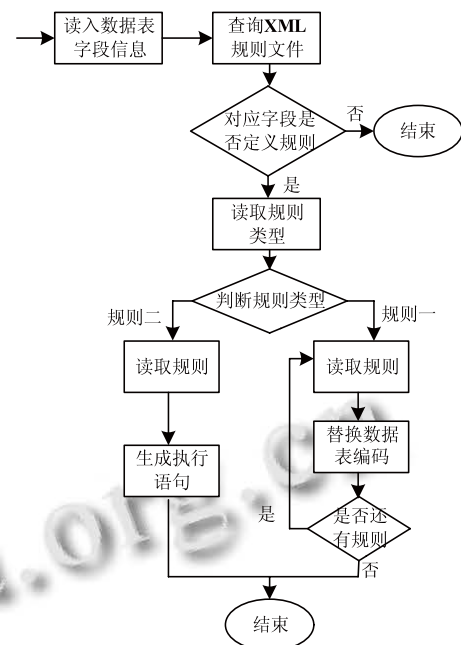 读入数据表
字段信息
查询XML
规则文件
对应字段是
否定义规则
否
结束
是
读取规则
类型
判断规则类型
规则二
规则一
读取规则
读取规则
生成执行
语句
替换数据
表编码
是
是否还
有规则
否
结束
.org.cn